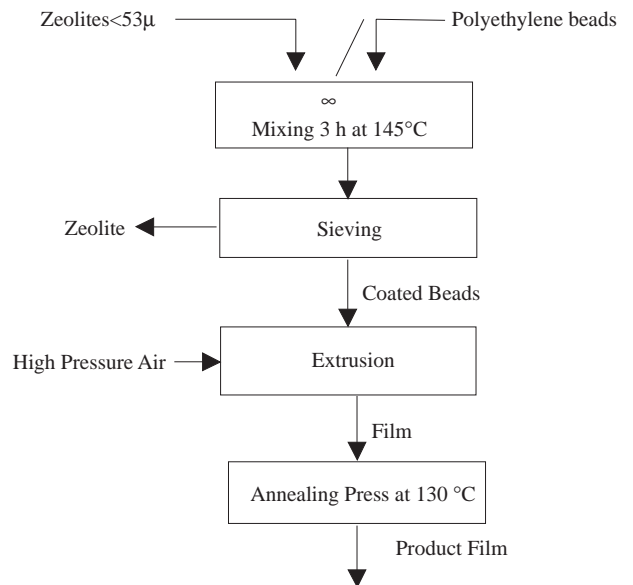 Zeolites<53μ
Polyethylene beads
∞
Mixing 3 h at 145°C
Zeolite
Sieving
Coated Beads
High Pressure Air
Extrusion
Film
Annealing Press at 130 °C
Product Film